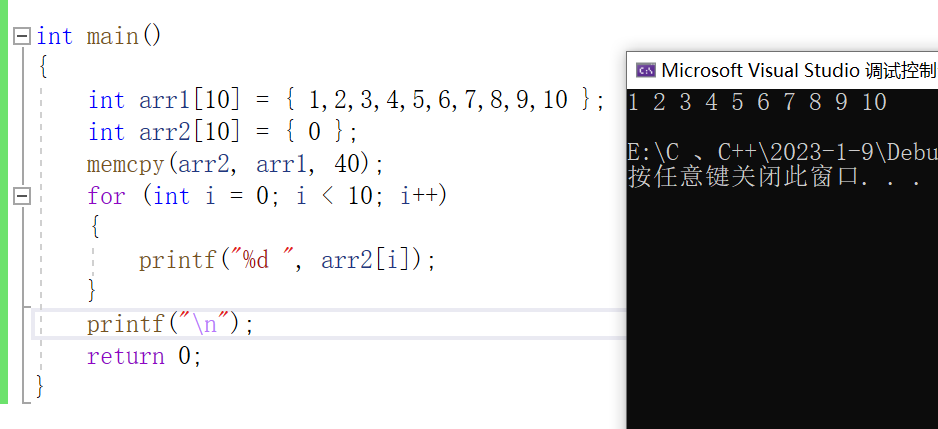 int main()
{
int arr1[10] = { 1,2,3,4,5,6,7,8,9,10 };
int arr2[10] = { 0 };
memcpy(arr2, arr1, 40);
for (int i = 0; i < 10; i++)
{
printf("%d ", arr2[i]);
}
printf("\n");
return 0;
}
Microsoft Visual Studio 调试控制
1 2 3 4 5 6 7 8 9 10
E:\C 、C++\2023-1-9\Debu
按任意键关闭此窗口. . .